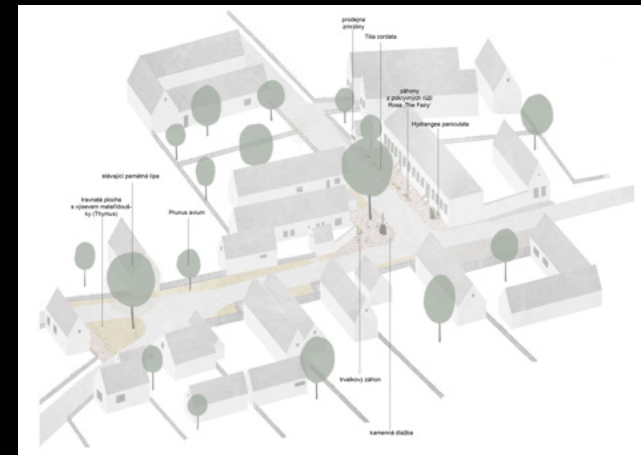 prodejna
zmrzliny
Tilia cordata
záhony
z pokryvných růží
Rosa ‚The Fairy'
Hydrangea paniculata
stávající památná lípa
travnatá plocha
s výsevem mateřídouš-
ky (Thymus)
Prunus avium
trvalkový záhon
kamenná dlažba